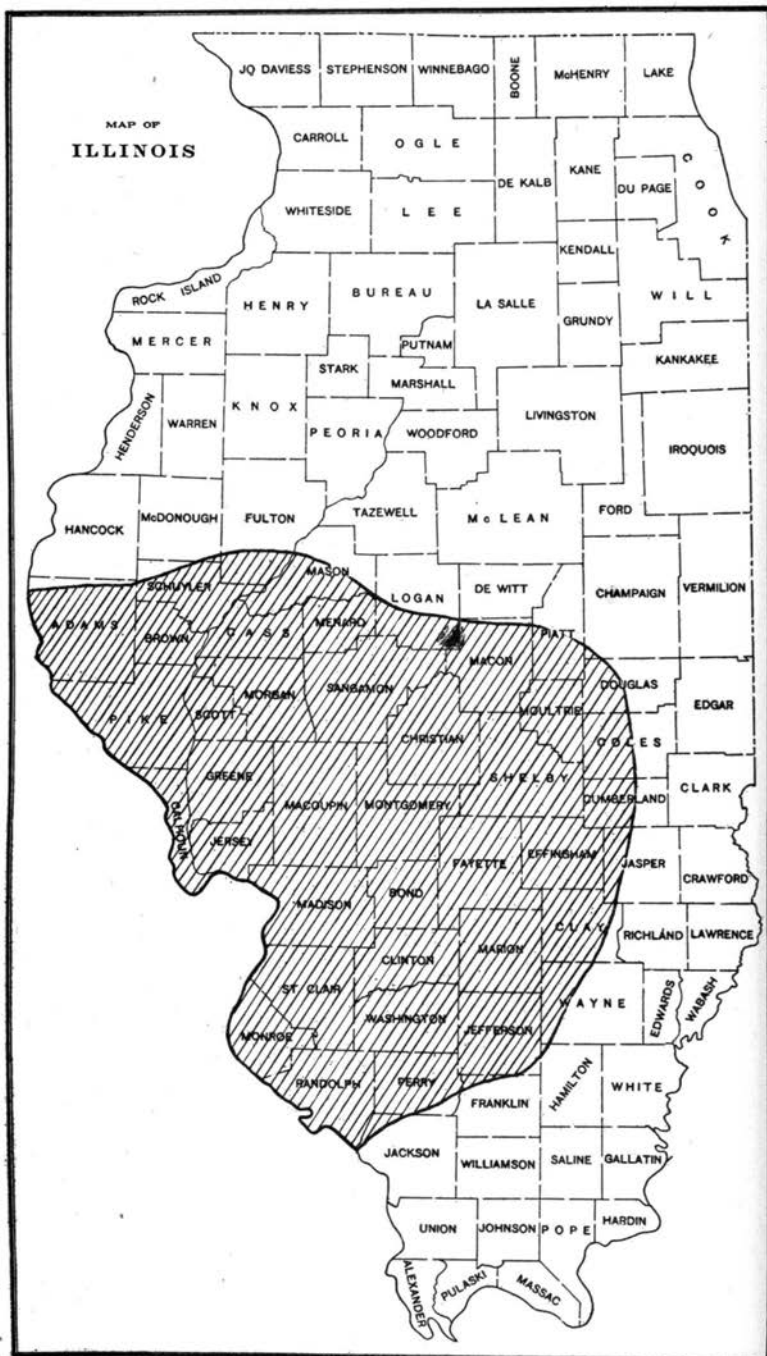 MAP OF
ILLINOIS
JO DAVIESS
STEPHENSON
WINNEBAGO
BOONE
McHENRY
LAKE
CARROLL
OGLE
DE KALB
KANE
COOK
DU PAGE
WHITESIDE
LEE
KENDALL
ROCK ISLAND
HENRY
BUREAU
LA SALLE
GRUNDY
WILL
MERCER
PUTNAM
STARK
MARSHALL
KANKAKEE
HENDERSON
WARREN
KNOX
PEORIA
WOODFORD
LIVINGSTON
IROQUOIS
HANCOCK
McDONOUGH
FULTON
TAZEWELL
McLEAN
FORD
MASON
SCHUYLER
LOGAN
DE WITT
CHAMPAIGN
VERMILION
ADAMS
BROWN
CASS
MENARD
MACON
PIATT
DOUGLAS
EDGAR
PIKE
SCOTT
MORGAN
SANGAMON
CHRISTIAN
MOULTRIE
COLES
GREENE
MACOUPIN
MONTGOMERY
SHELBY
CUMBERLAND
CLARK
CALHOUN
JERSEY
FAYETTE
EFFINGHAM
JASPER
CRAWFORD
MADISON
BOND
CLAY
RICHLAND
LAWRENCE
CLINTON
MARION
ST CLAIR
WAYNE
EDWARDS
WABASH
MONROE
WASHINGTON
JEFFERSON
RANDOLPH
PERRY
FRANKLIN
HAMILTON
WHITE
JACKSON
WILLIAMSON
SALINE
GALLATIN
UNION
JOHNSON
POPE
HARDIN
ALEXANDER
PULASKI
MASSAC